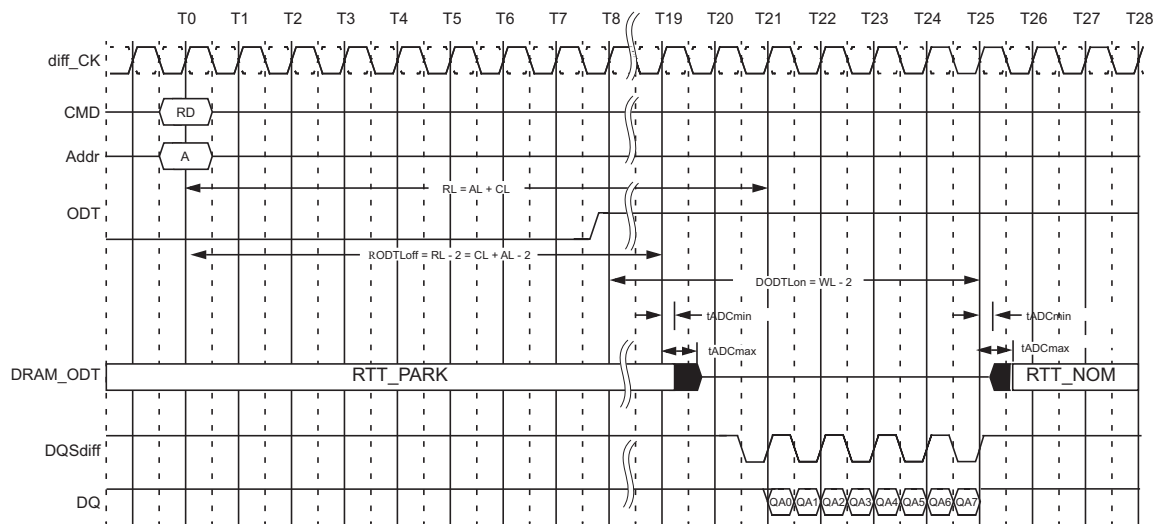 T0 T1 T2 T3 T4 T5 T6 T7 T8 T19 T20 T21 T22 T23 T24 T25 T26 T27 T28
diff_CK
CMD RD
Addr A
RL = AL + CL
ODT
RODTLoff = RL - 2 = CL + AL - 2
DODTLon = WL - 2
tADCmin tADCmin
tADCmax tADCmax
DRAM_ODT RTT_PARK RTT_NOM
DQSdiff
DQ QA0 QA1 QA2 QA3 QA4 QA5 QA6 QA7